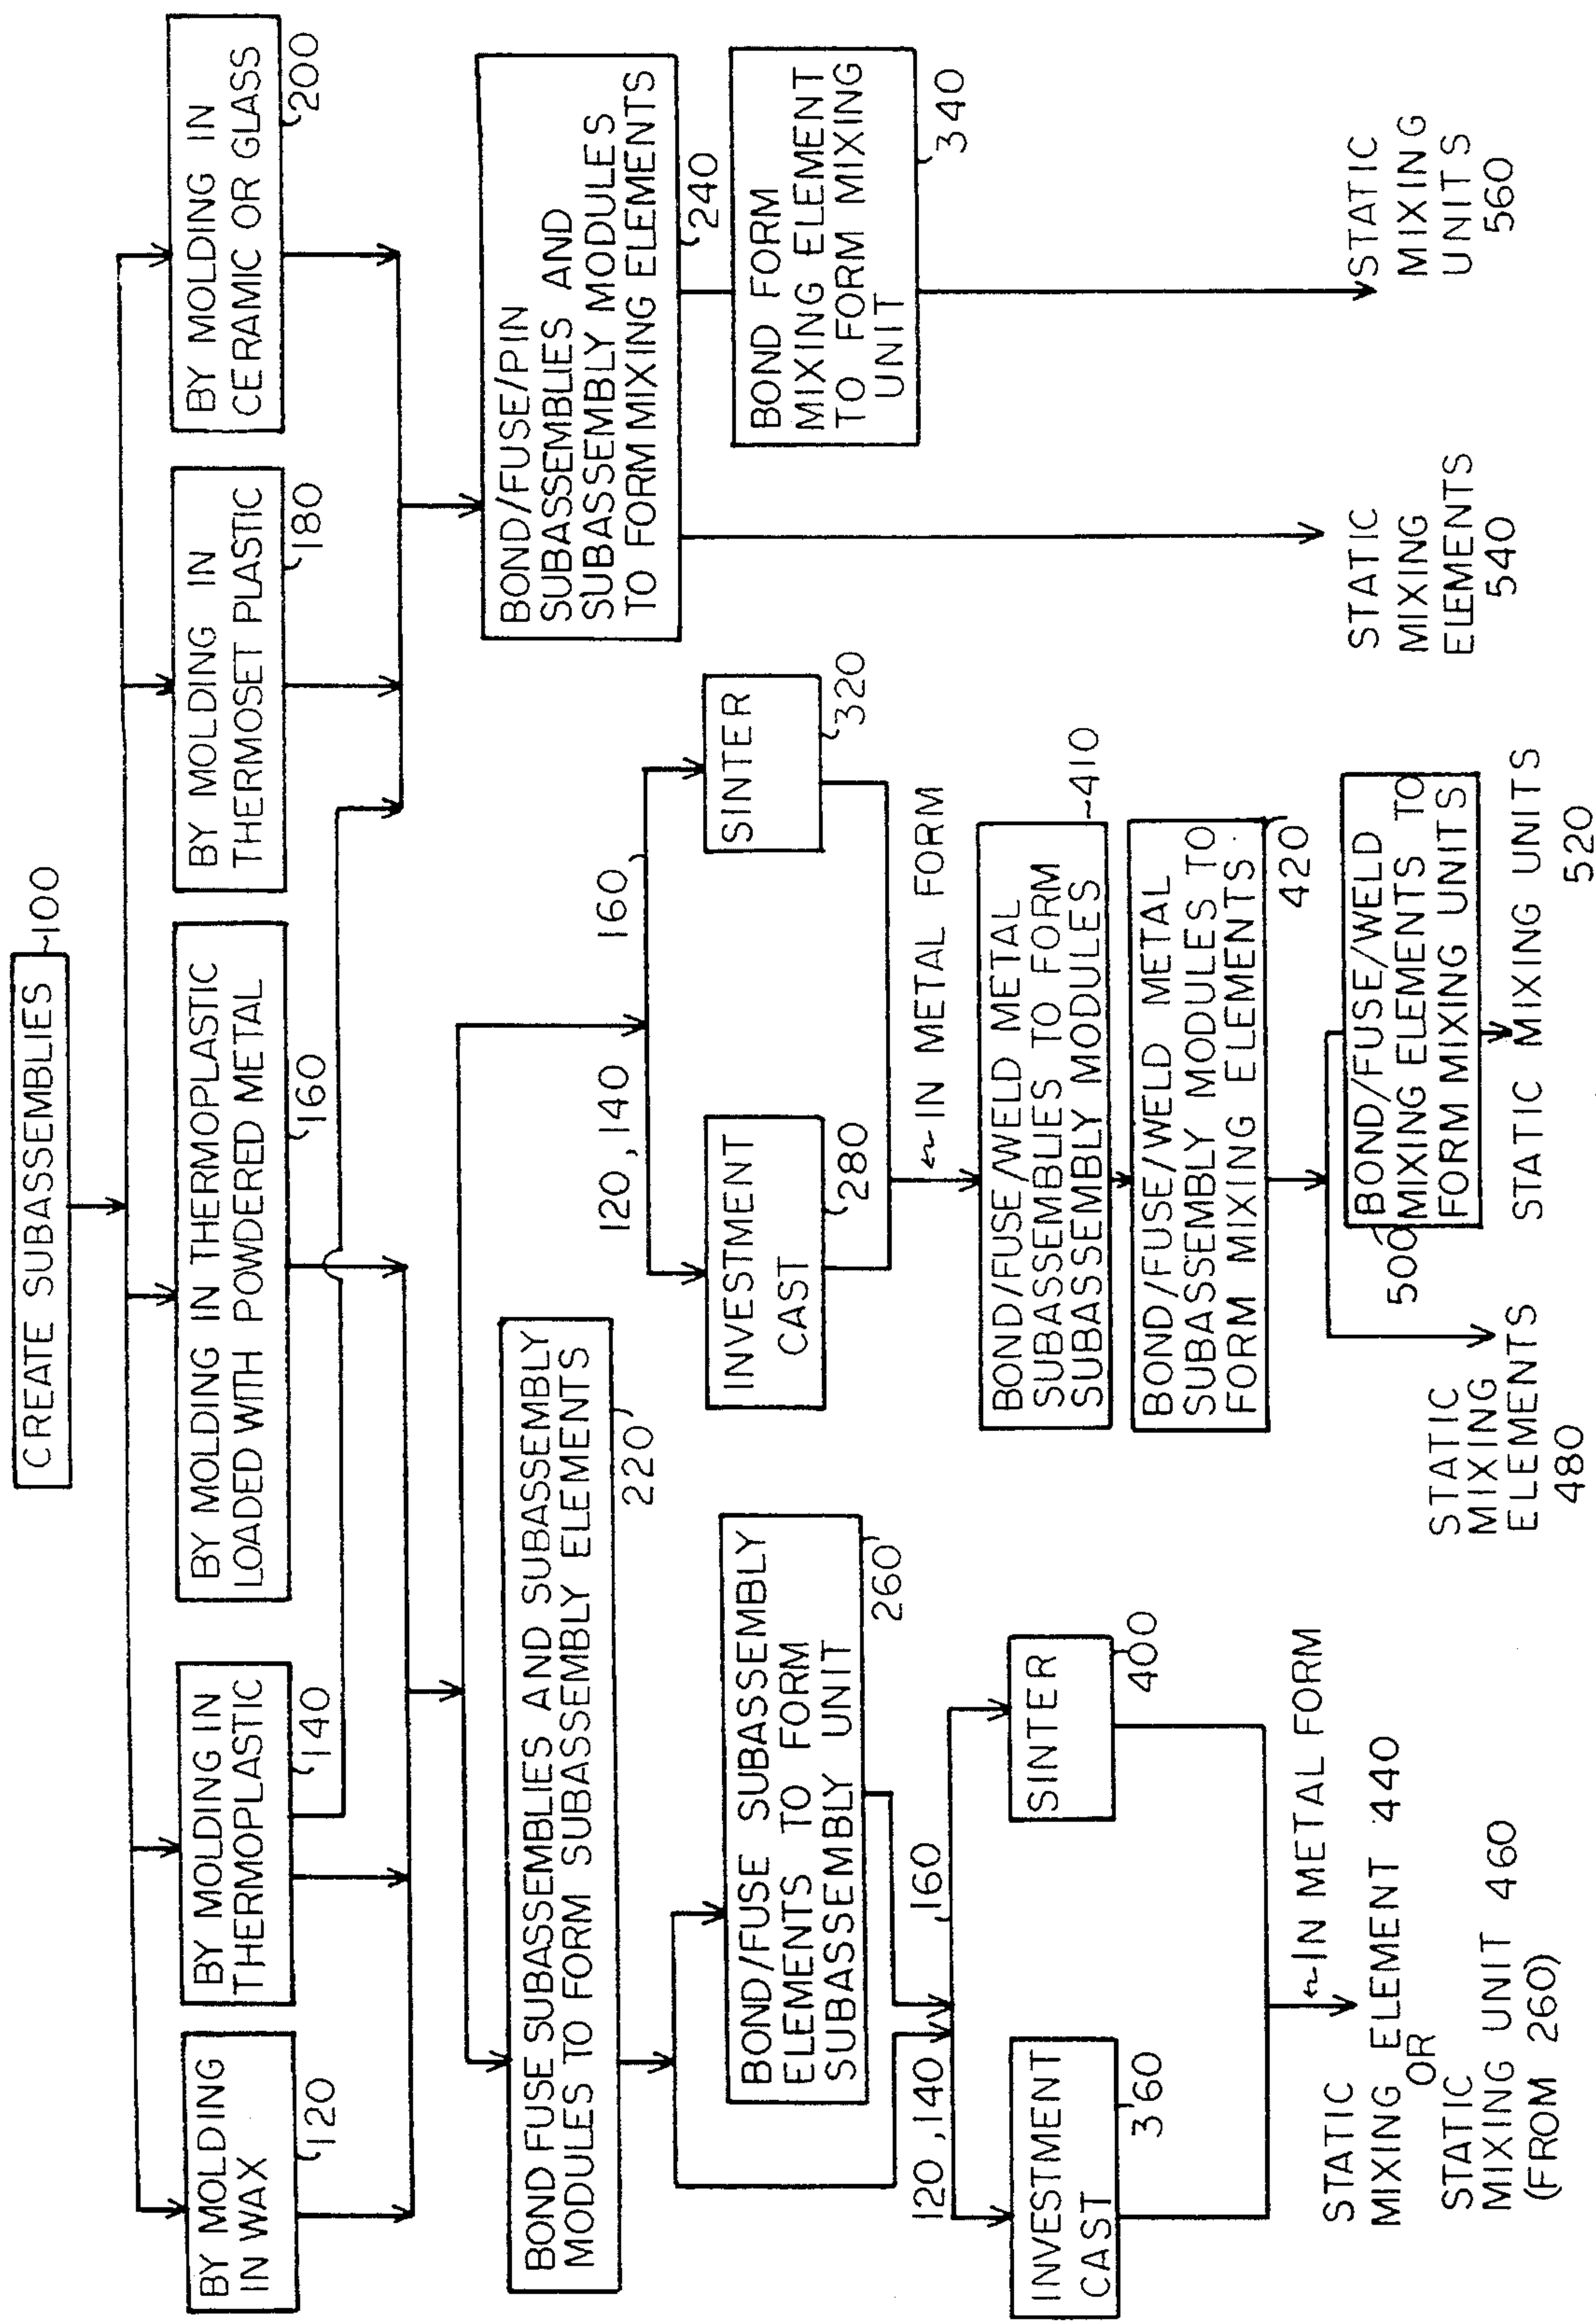 CREATE SUBASSEMBLIES
100
BY MOLDING
IN WAX
120
BY MOLDING IN
THERMOPLASTIC
140
BY MOLDING IN THERMOPLASTIC
LOADED WITH POWDERED METAL
160
BY MOLDING IN
THERMOSET PLASTIC
180
BY MOLDING IN
CERAMIC OR GLASS
200
BOND FUSE SUBASSEMBLIES AND SUBASSEMBLY
MODULES TO FORM SUBASSEMBLY ELEMENTS
220
BOND/FUSE/PIN
SUBASSEMBLIES AND
SUBASSEMBLY MODULES
TO FORM MIXING ELEMENTS
240
BOND/FUSE SUBASSEMBLY
ELEMENTS TO FORM
SUBASSEMBLY UNIT
260
120,140
160
INVESTMENT
CAST
280
SINTER
320
BOND FORM
MIXING ELEMENT
TO FORM MIXING
UNIT
340
120,140
,160
INVESTMENT
CAST
360
SINTER
400
IN METAL FORM
BOND/FUSE/WELD METAL
SUBASSEMBLIES TO FORM
SUBASSEMBLY MODULES
410
BOND/FUSE/WELD METAL
SUBASSEMBLY MODULES TO
FORM MIXING ELEMENTS
420
BOND/FUSE/WELD
MIXING ELEMENTS TO
FORM MIXING UNITS
500
IN METAL FORM
STATIC
MIXING ELEMENT 440
OR
STATIC
MIXING UNIT 460
(FROM 260)
STATIC
MIXING
ELEMENTS
480
STATIC MIXING UNITS
520
STATIC
MIXING
ELEMENTS
540
STATIC
MIXING
UNITS
560